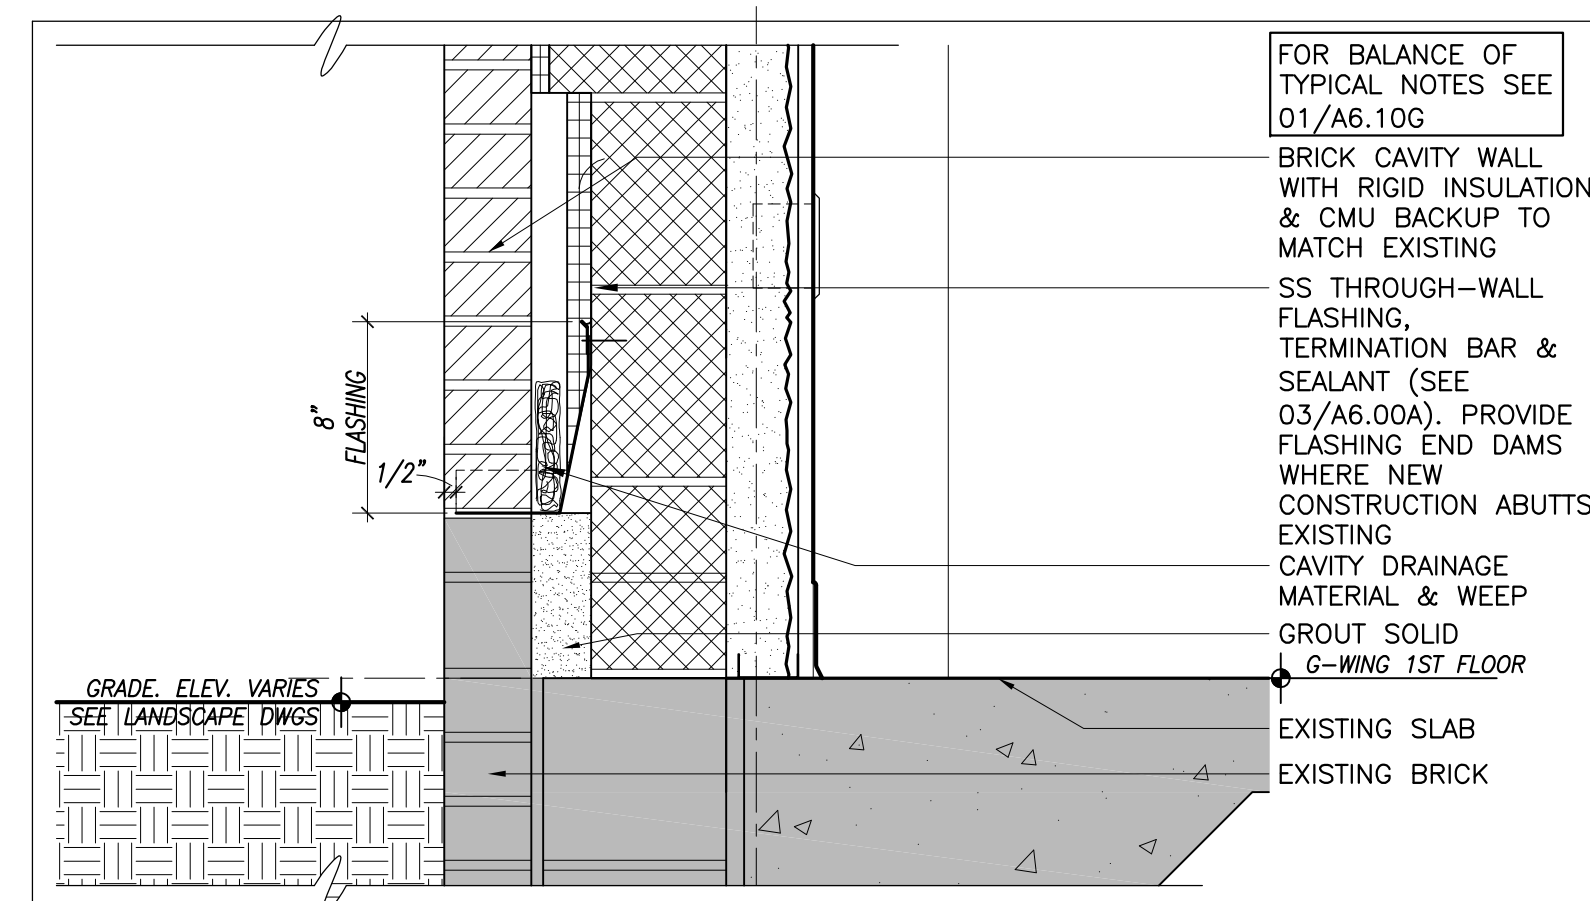 FOR BALANCE OF
TYPICAL NOTES SEE
01/A6.10G
BRICK CAVITY WALL
WITH RIGID INSULATION
& CMU BACKUP TO
MATCH EXISTING
SS THROUGH-WALL
FLASHING,
TERMINATION BAR &
SEALANT (SEE
03/A6.00A). PROVIDE
FLASHING END DAMS
WHERE NEW
CONSTRUCTION ABUTTS
EXISTING
CAVITY DRAINAGE
MATERIAL & WEEP
GROUT SOLID
G-WING 1ST FLOOR
EXISTING SLAB
EXISTING BRICK
8"
FLASHING
1/2"
GRADE. ELEV. VARIES
SEE LANDSCAPE DWGS